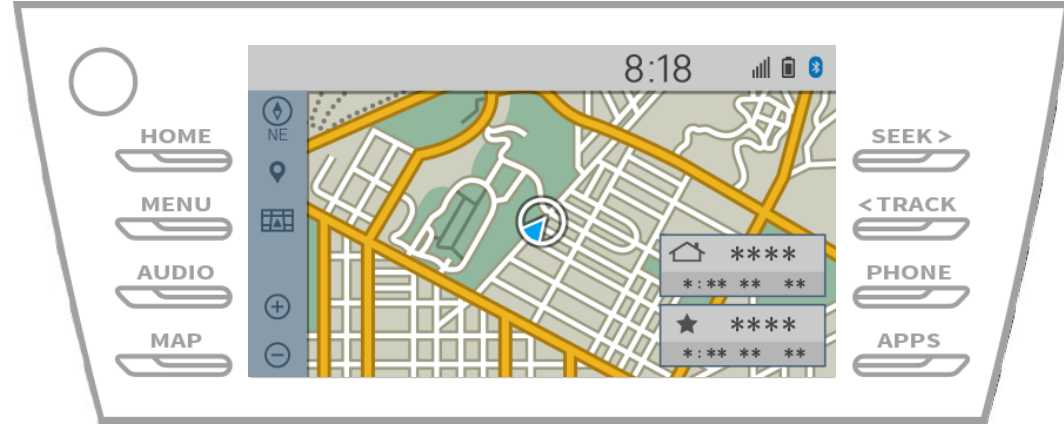 8:18
NE
HOME
MENU
AUDIO
MAP
SEEK >
< TRACK
PHONE
APPS
****
*:** ** **
****
*:** ** **